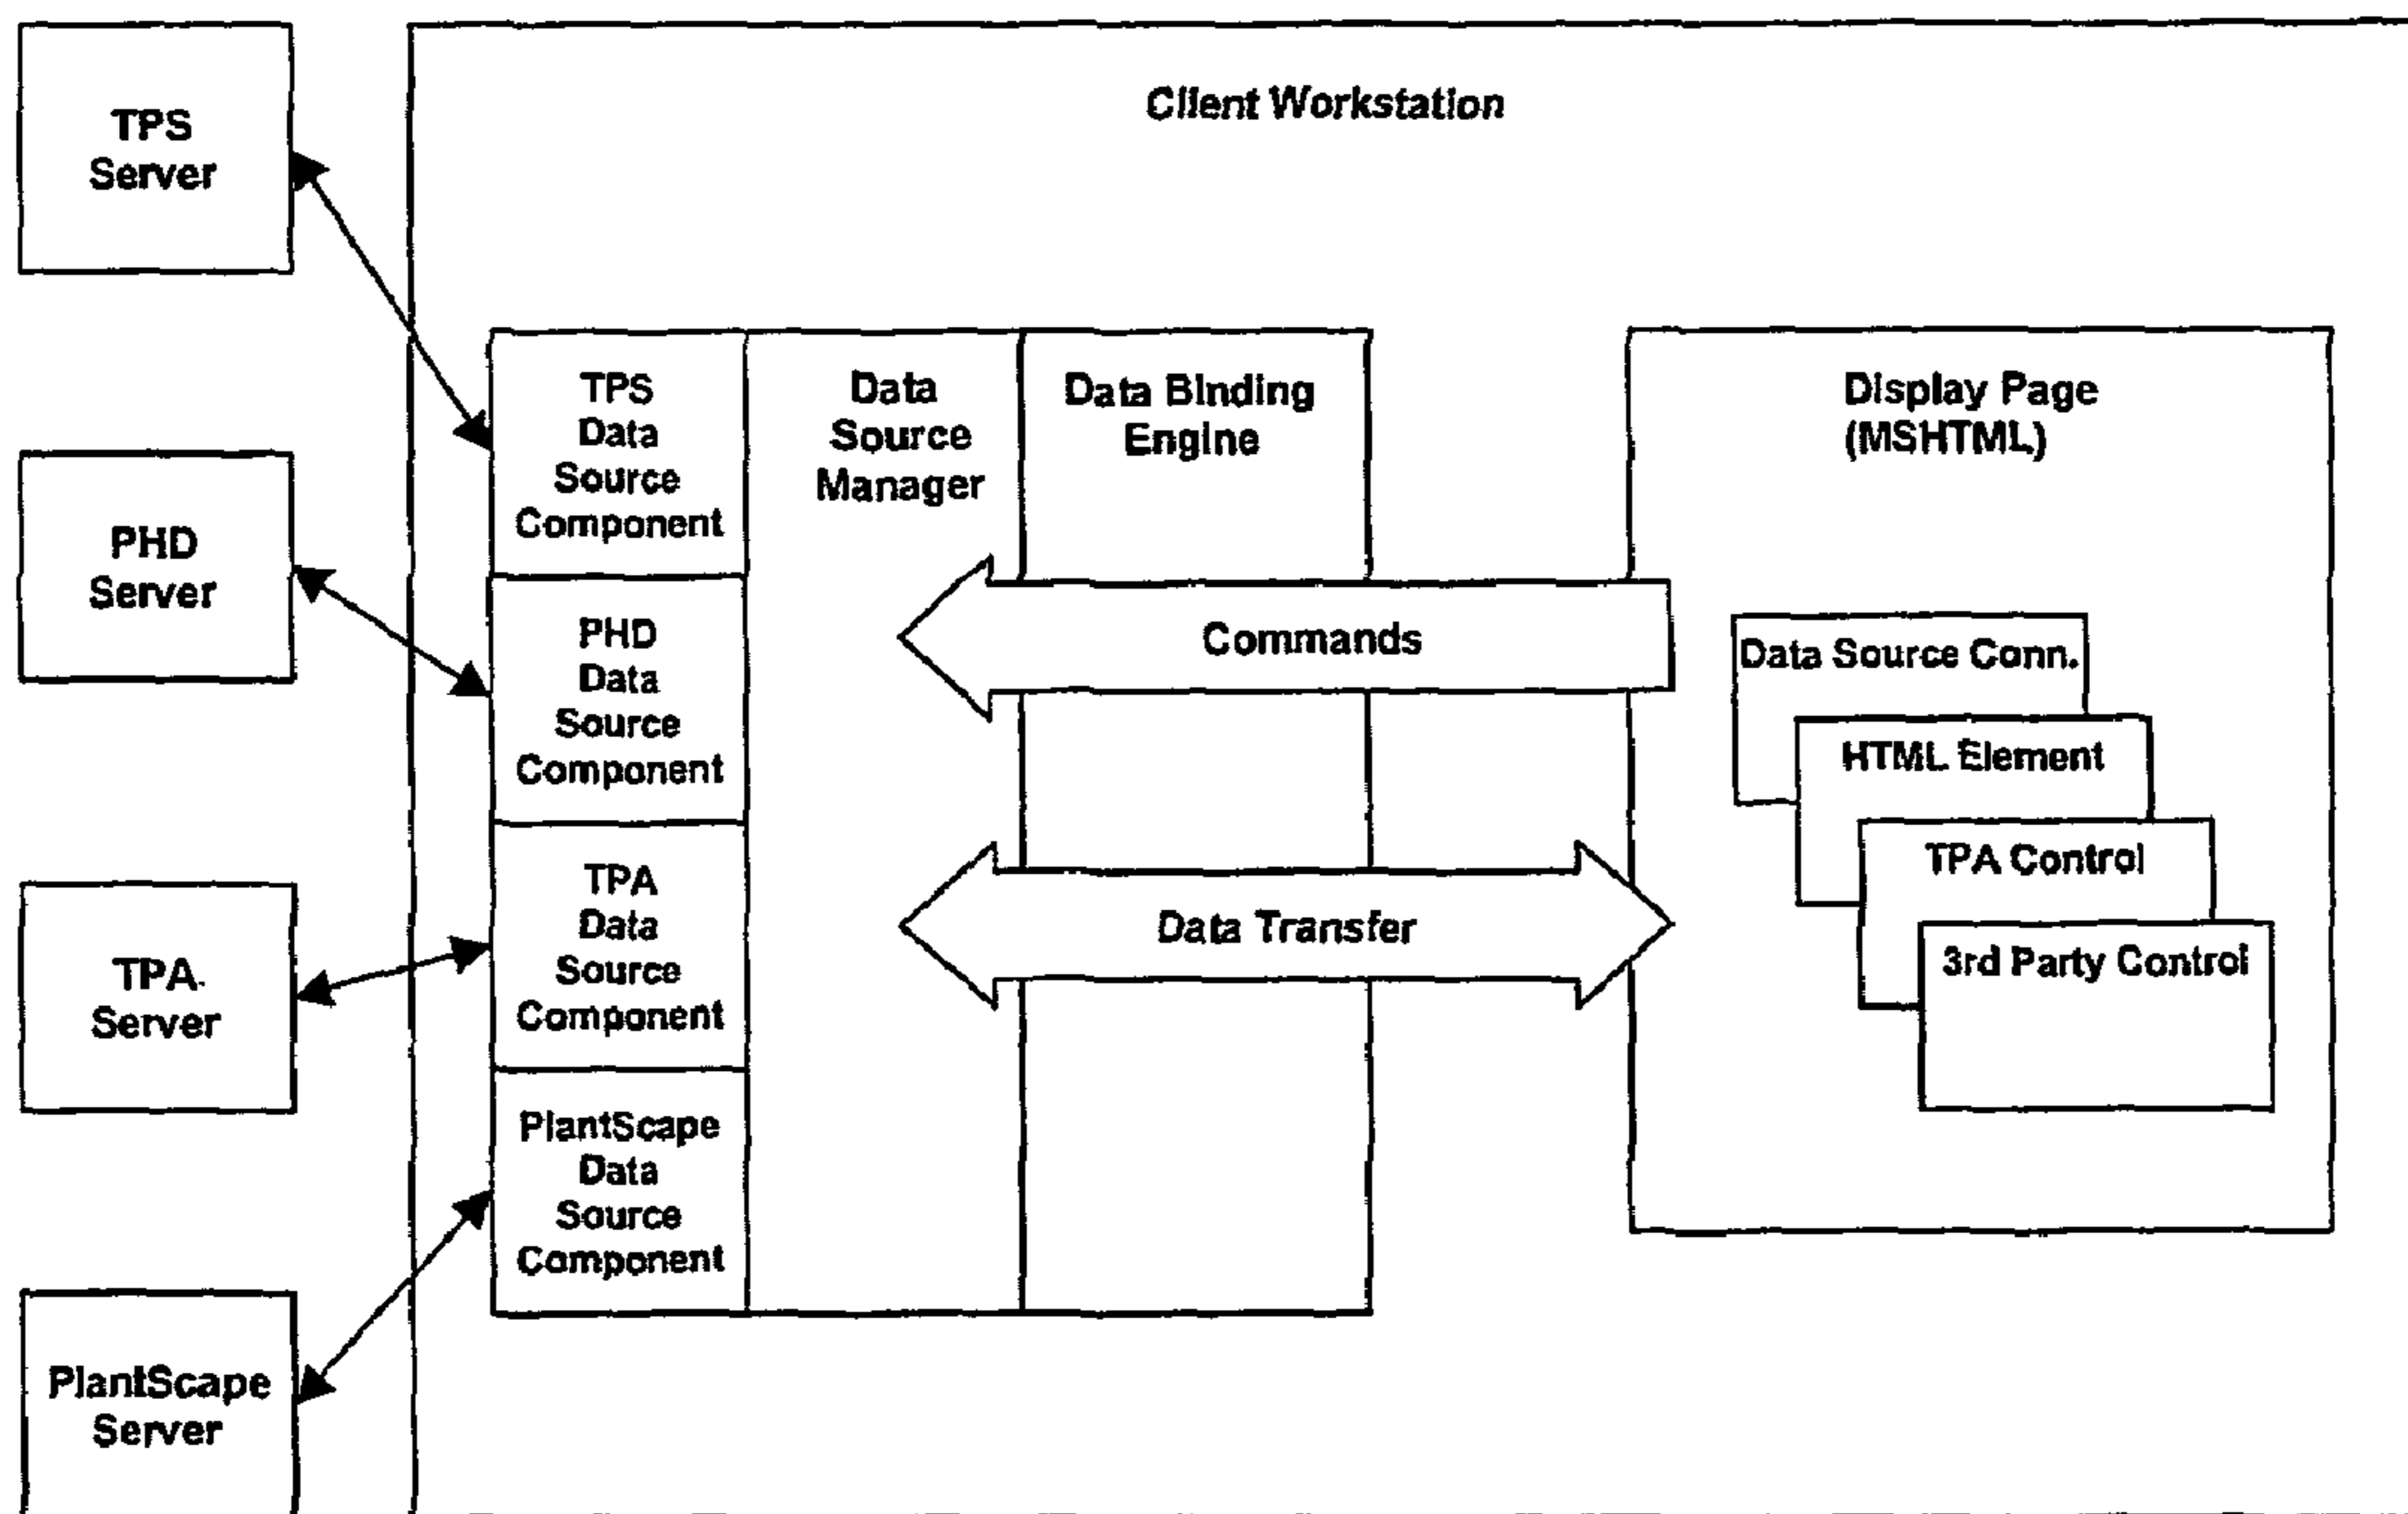 Client Workstation
TPS
Server
PHD
Server
TPA
Server
PlantScape
Server
TPS
Data
Source
Component
PHD
Data
Source
Component
TPA
Data
Source
Component
PlantScape
Data
Source
Component
Data
Source
Manager
Data Binding
Engine
Commands
Data Transfer
Display Page
(MSHTML)
Data Source Conn.
HTML Element
TPA Control
3rd Party Control